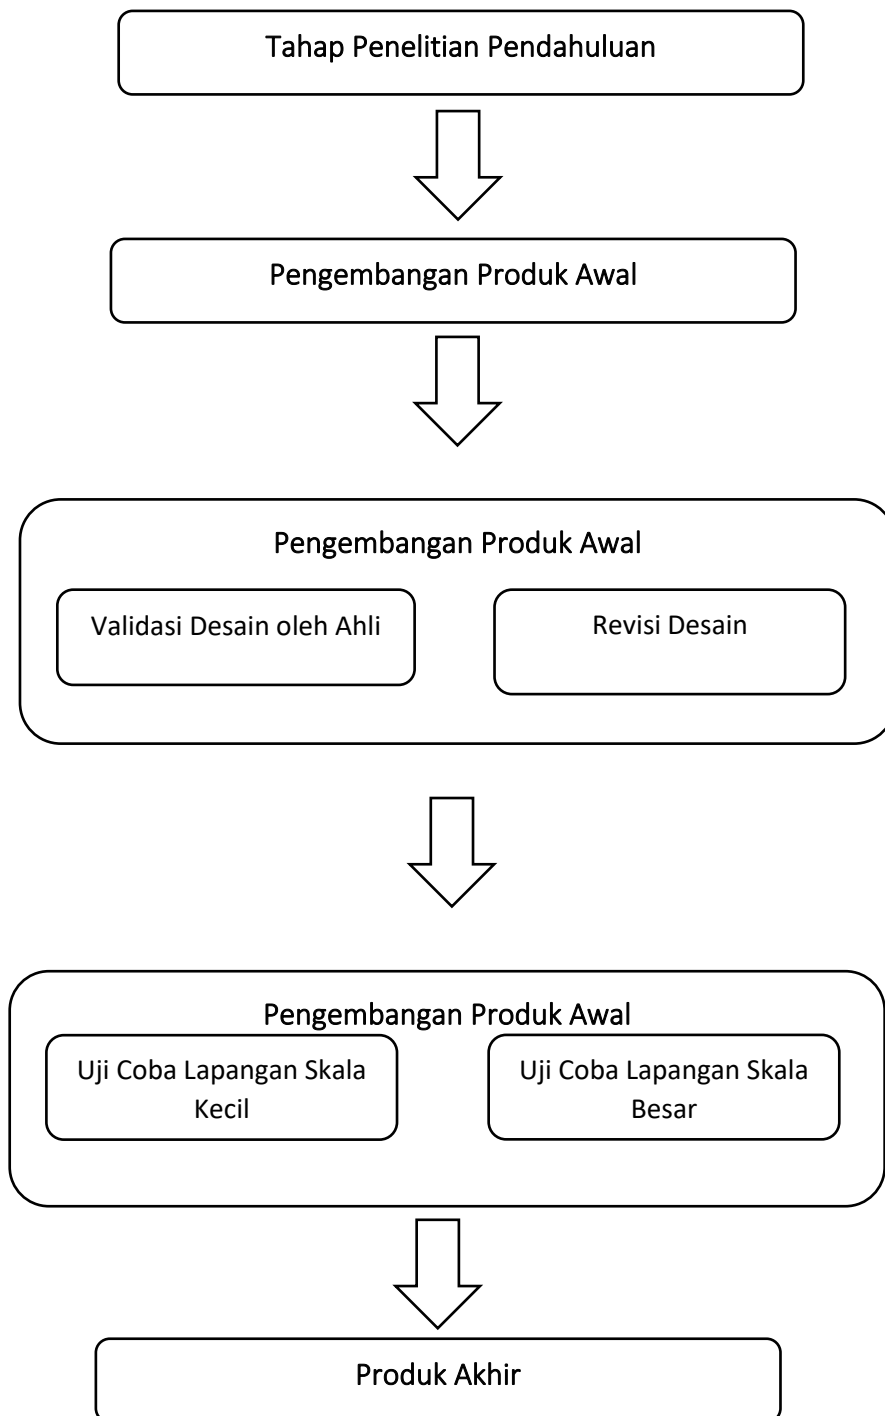 Tahap Penelitian Pendahuluan
Pengembangan Produk Awal
Pengembangan Produk Awal
Validasi Desain oleh Ahli
Revisi Desain
Pengembangan Produk Awal
Uji Coba Lapangan Skala
Kecil
Uji Coba Lapangan Skala
Besar
Produk Akhir